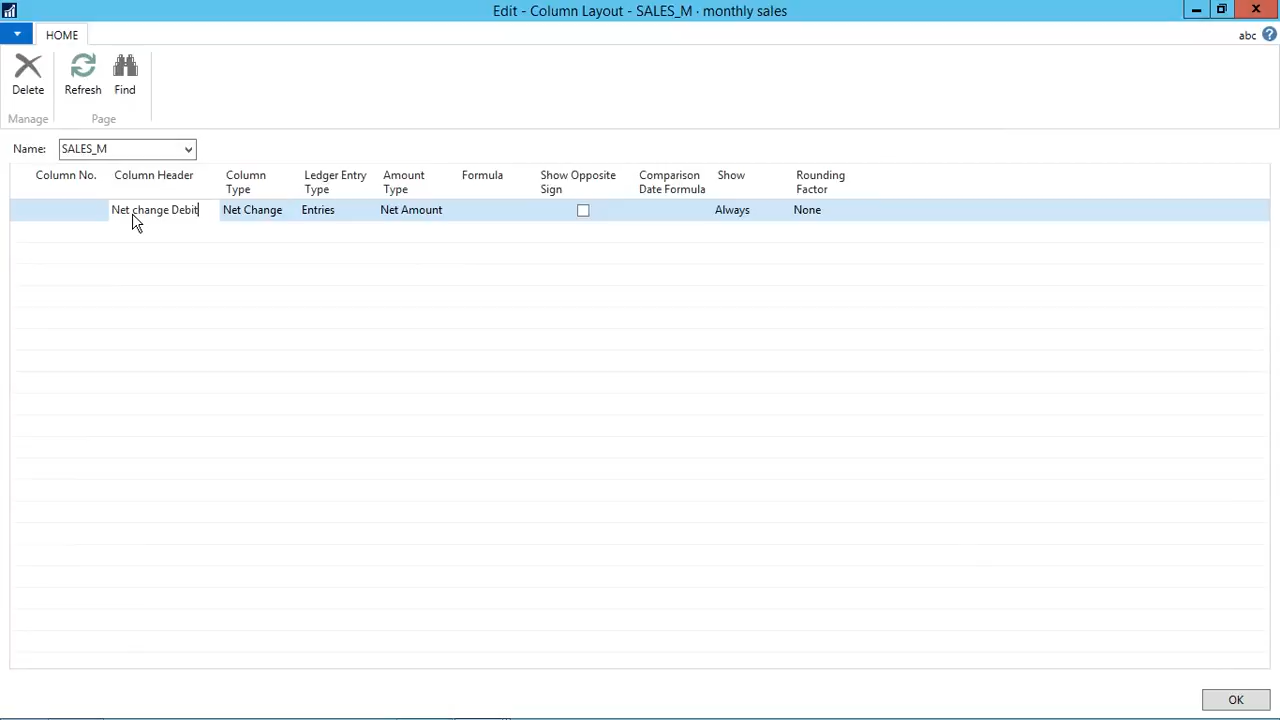 Edit - Column Layout - SALES_M · monthly sales
HOME
abc
Delete
Refresh
Find
Manage
Page
Name:
SALES_M
Column No.
Column Header
Column Type
Ledger Entry Type
Amount Type
Formula
Show Opposite Sign
Comparison Date Formula
Show
Rounding Factor
Net change Debit
Net Change
Entries
Net Amount
Always
None
OK